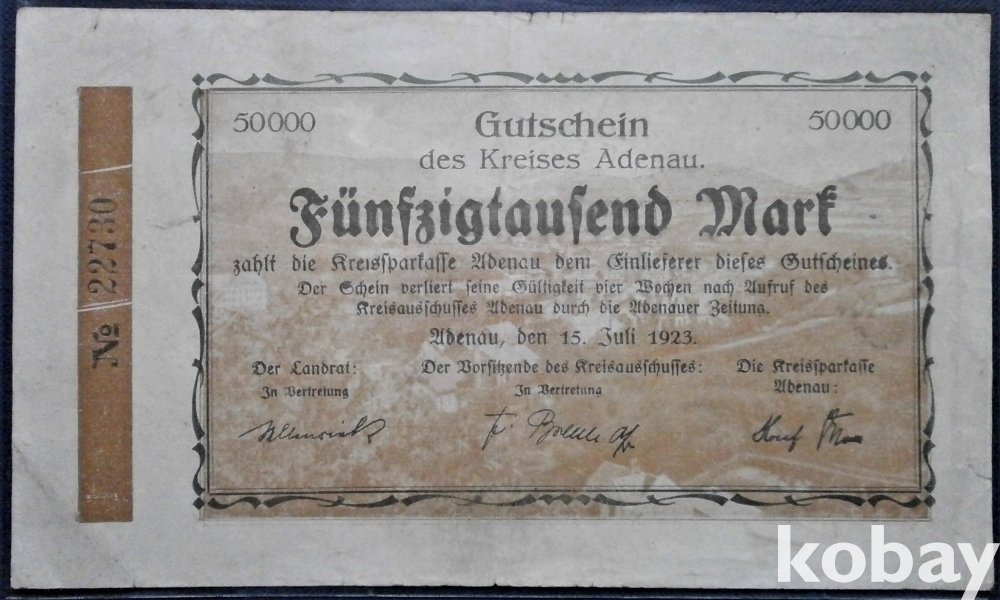 50000 50000
Gutschein
des Kreises Adenau.
Fünfzigtausend Mark
zahlt die Kreissparkasse Adenau dem Einlieferer dieses Gutscheines.
Der Schein verliert seine Gültigkeit vier Wochen nach Aufruf des
Kreisausschusses Adenau durch die Adenauer Zeitung.
Adenau, den 15. Juli 1923.
Der Landrat: Der Vorsitzende des Kreisausschusses: Die Kreissparkasse
In Vertretung In Vertretung Adenau:
No 22730
kobay